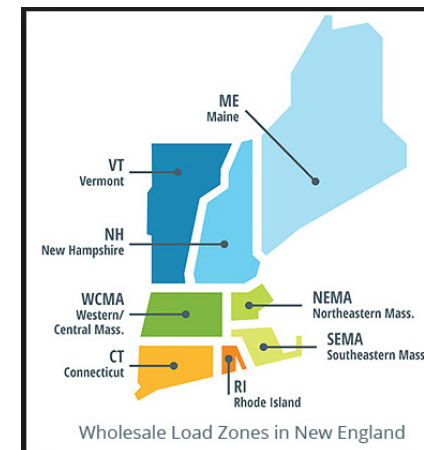 ME
Maine
VT
Vermont
NH
New Hampshire
WCMA
Western/
Central Mass.
NEMA
Northeastern Mass.
SEMA
Southeastern Mass
CT
Connecticut
RI
Rhode Island
Wholesale Load Zones in New England